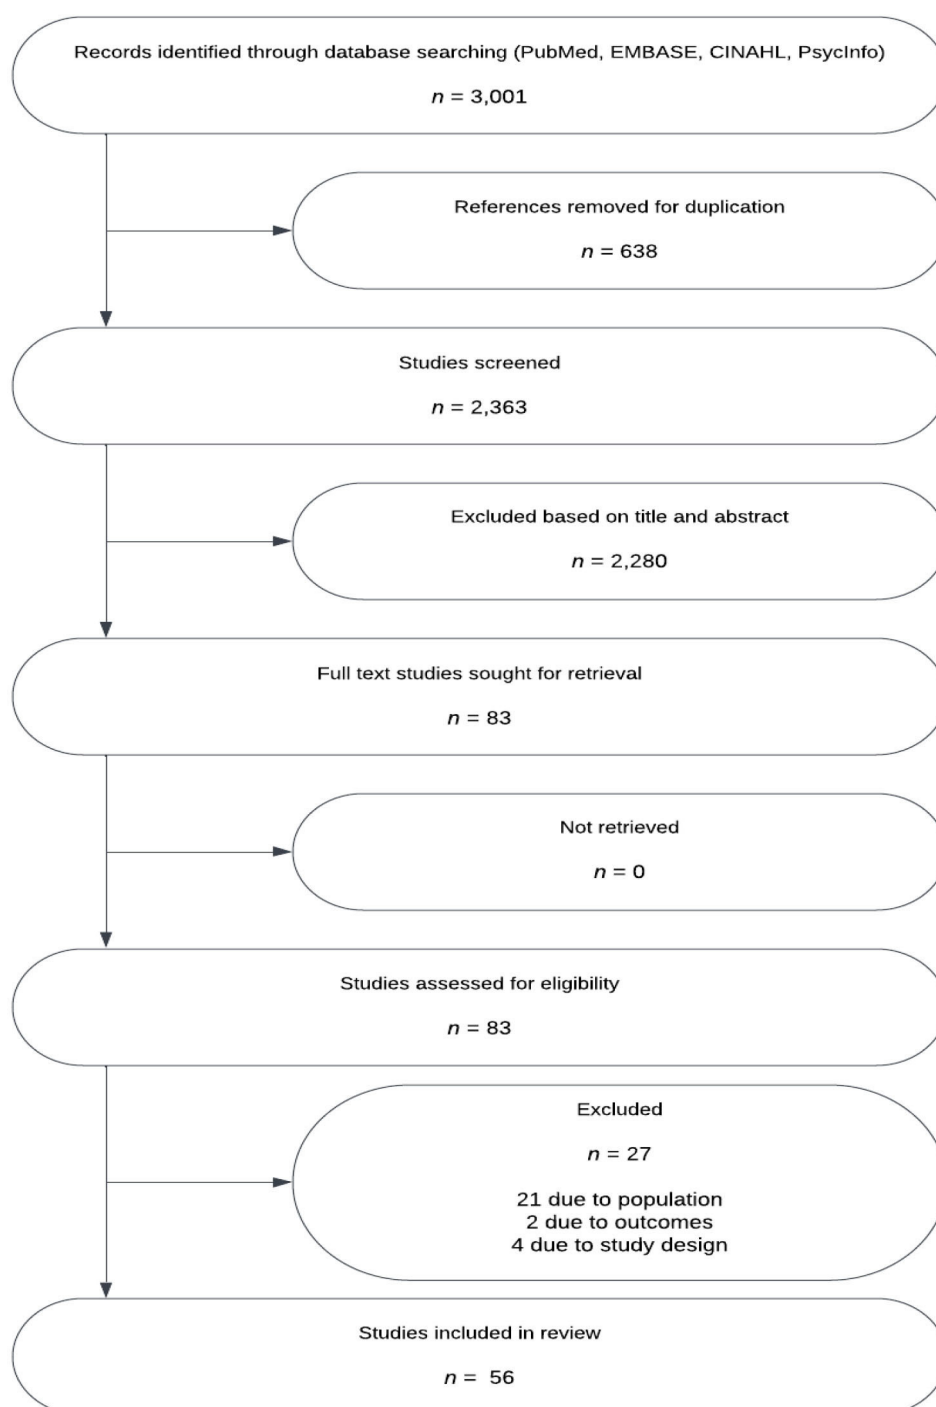 Records identified through database searching (PubMed, EMBASE, CINAHL, PsycInfo)
n = 3,001
References removed for duplication
n = 638
Studies screened
n = 2,363
Excluded based on title and abstract
n = 2,280
Full text studies sought for retrieval
n = 83
Not retrieved
n = 0
Studies assessed for eligibility
n = 83
Excluded
n = 27
21 due to population
2 due to outcomes
4 due to study design
Studies included in review
n = 56